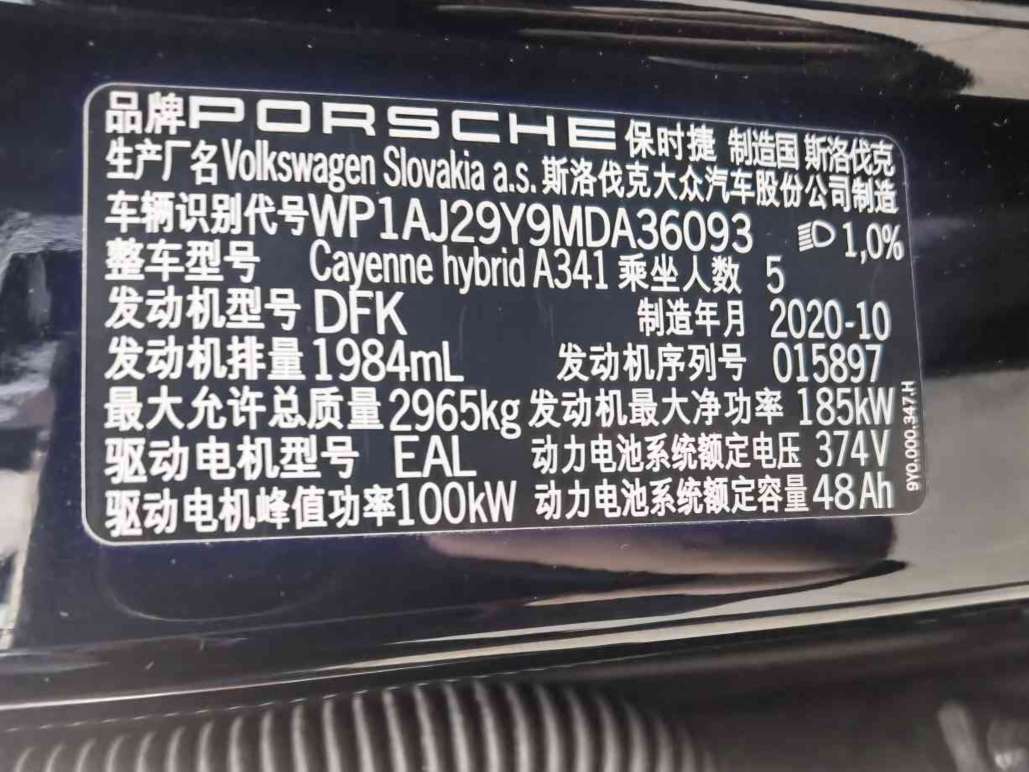 品牌PORSCHE保时捷 制造国 斯洛伐克
生产厂名Volkswagen Slovakia a.s.斯洛伐克大众汽车股份公司制造
车辆识别代号WP1AJ29Y9MDA36093 1,0%
整车型号 Cayenne hybrid A341 乘坐人数 5
发动机型号 DFK 制造年月 2020-10
发动机排量1984mL 发动机序列号 015897
最大允许总质量2965kg 发动机最大净功率 185kW
驱动电机型号 EAL 动力电池系统额定电压 374V
驱动电机峰值功率100kW 动力电池系统额定容量48Ah
9Y0.000.347.H